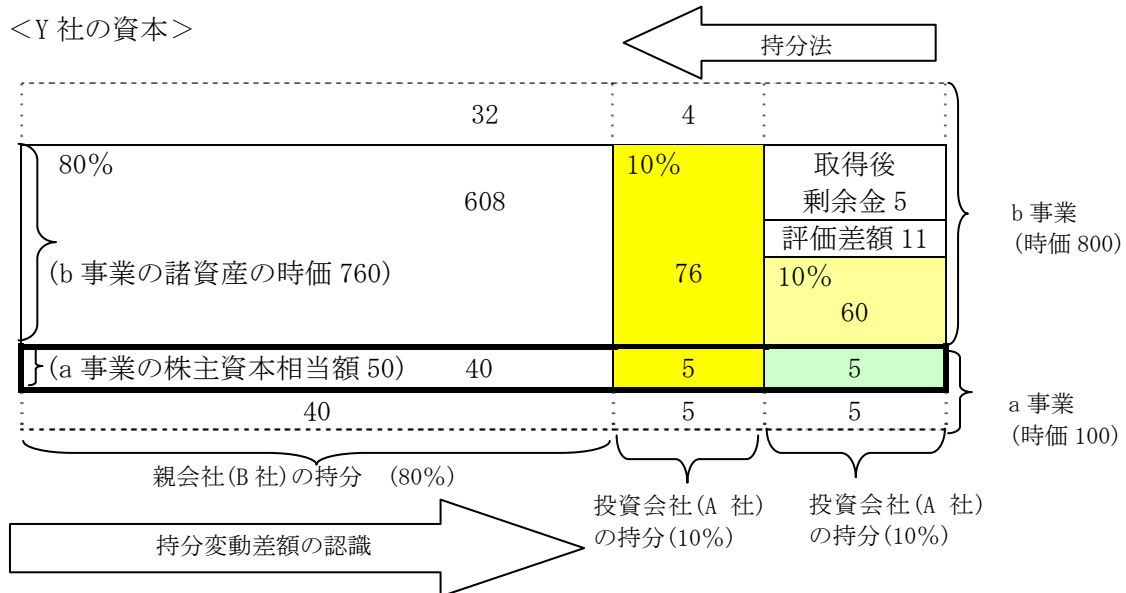 <Y 社の資本>
持分法
32
4
80%
10%
取得後
剰余金 5
608
評価差額 11
b 事業
(時価 800)
(b 事業の諸資産の時価 760)
76
10%
60
(a 事業の株主資本相当額 50)
40
5
5
40
5
5
a 事業
(時価 100)
親会社(B 社)の持分 (80%)
投資会社(A 社)
の持分(10%)
投資会社(A 社)
の持分(10%)
持分変動差額の認識